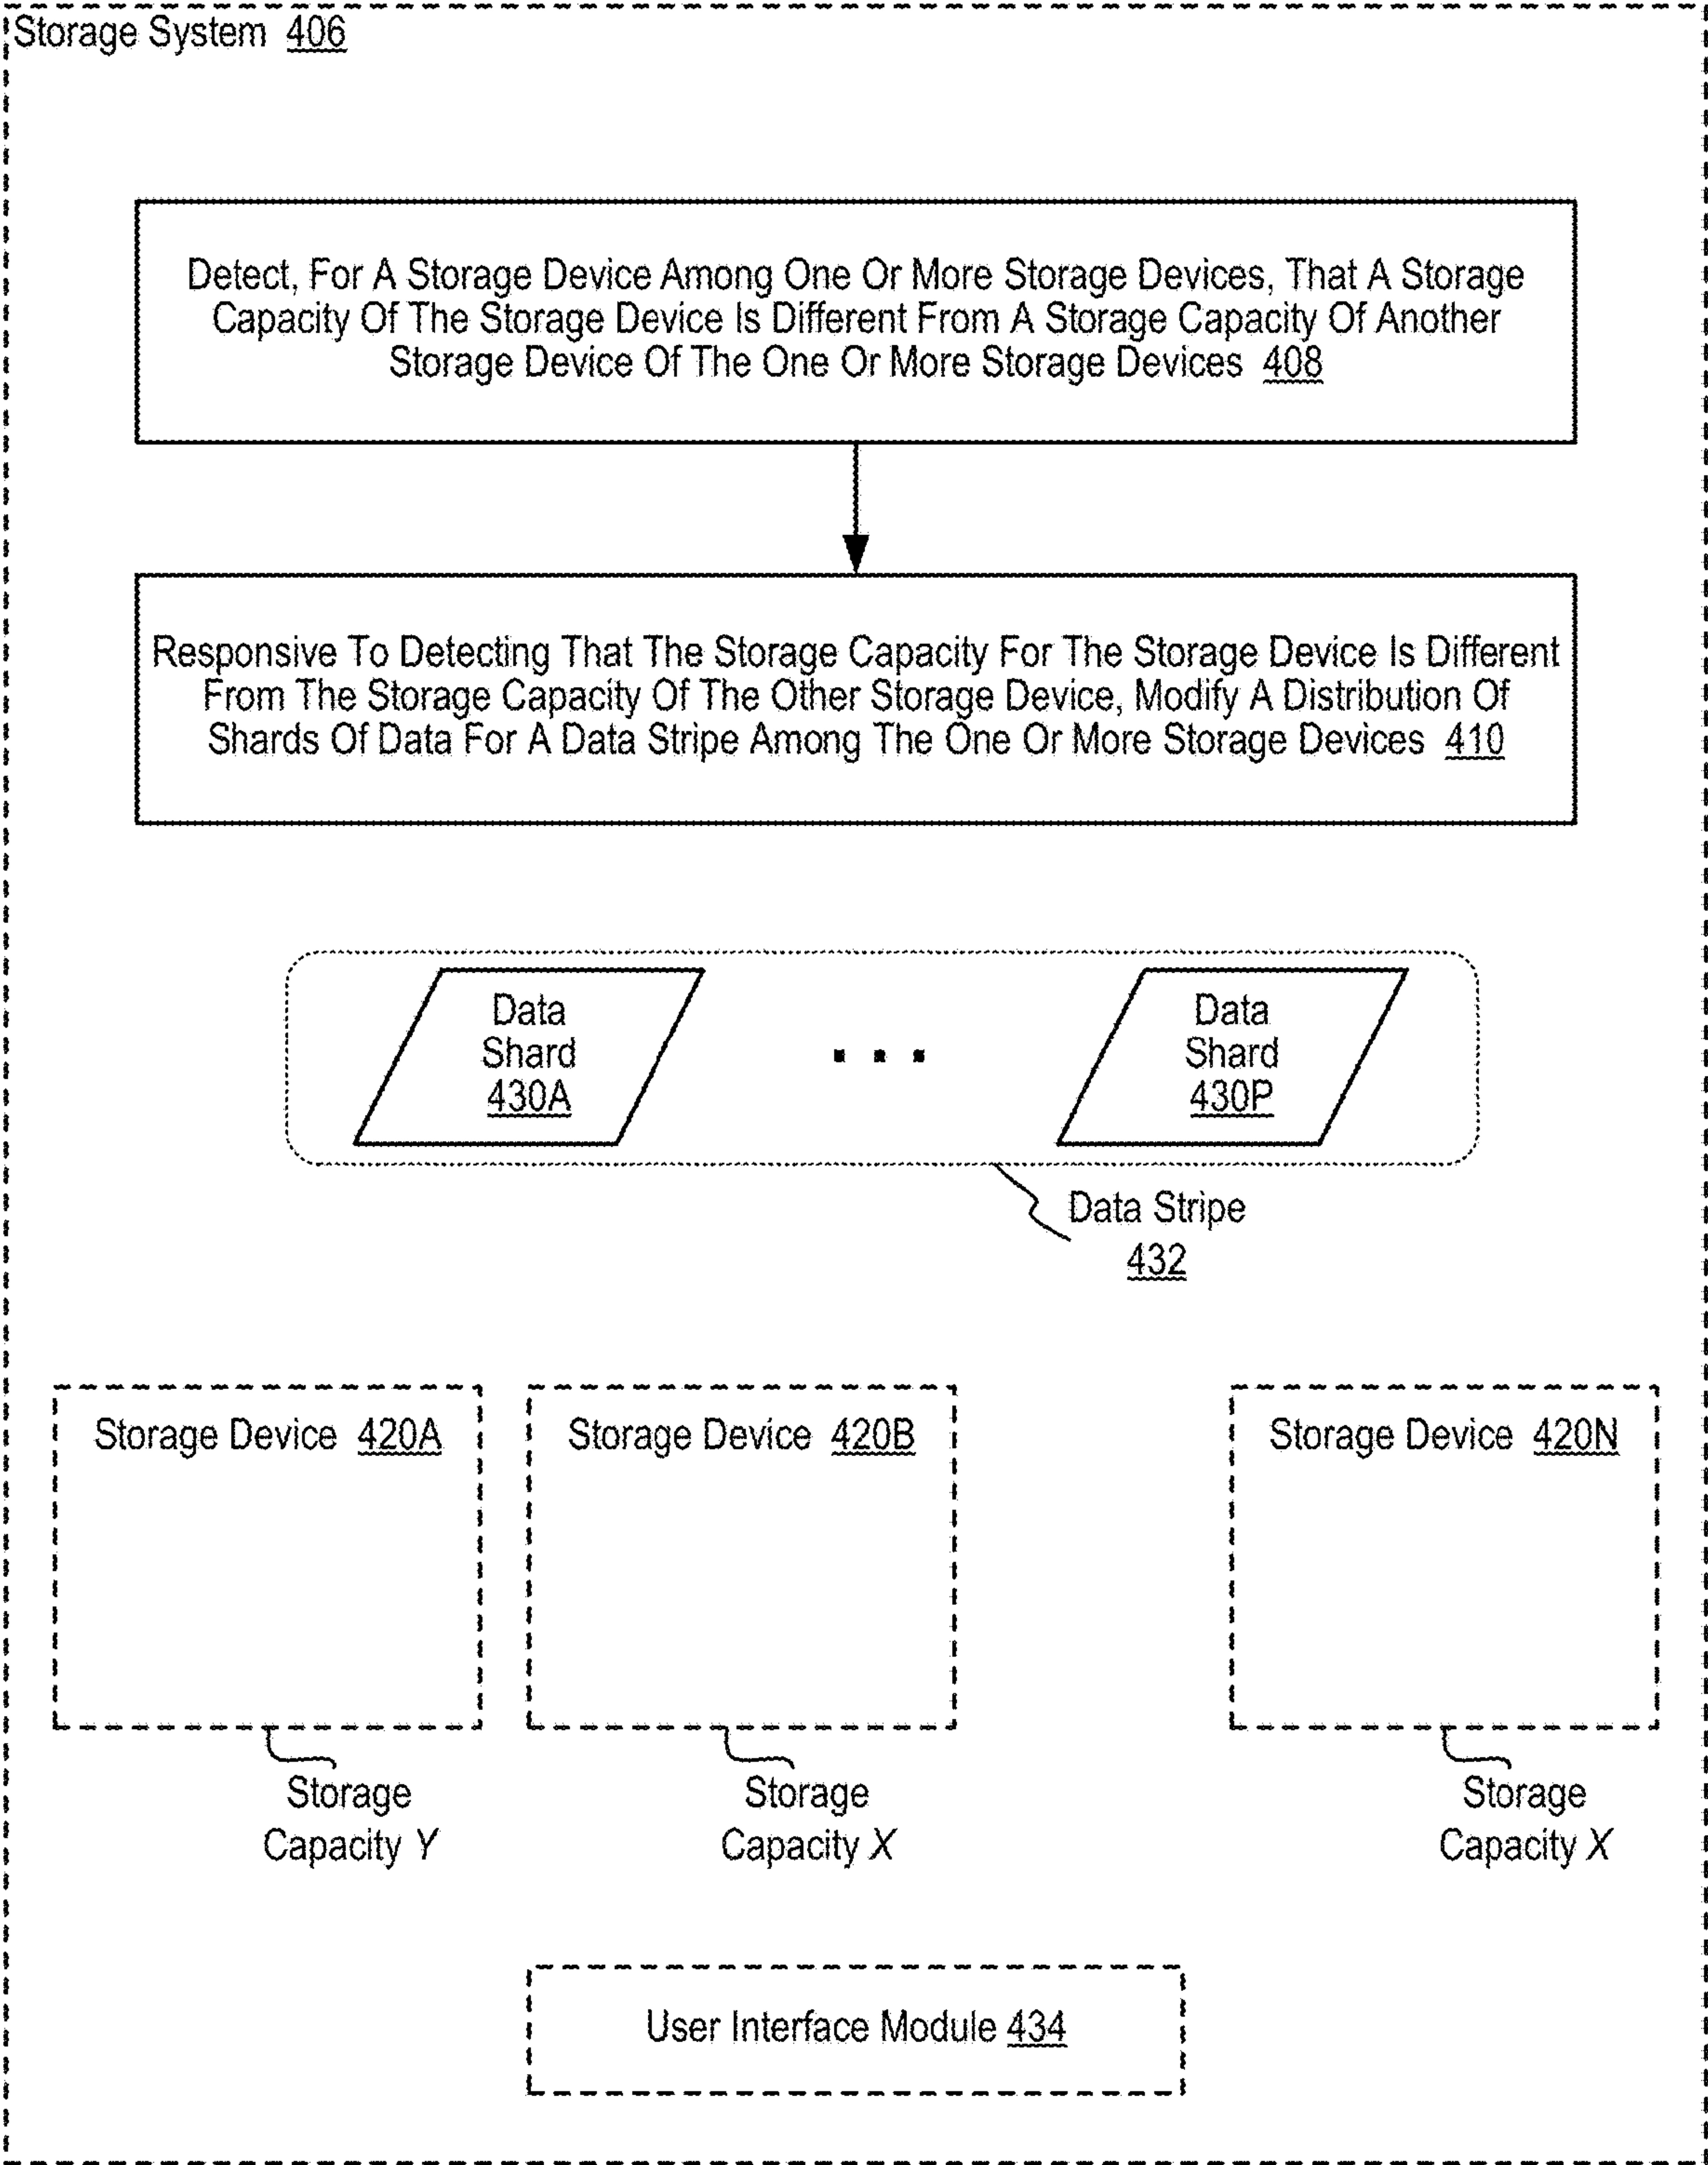 Storage System 406
Detect, For A Storage Device Among One Or More Storage Devices, That A Storage
Capacity Of The Storage Device Is Different From A Storage Capacity Of Another
Storage Device Of The One Or More Storage Devices 408
Responsive To Detecting That The Storage Capacity For The Storage Device Is Different
From The Storage Capacity Of The Other Storage Device, Modify A Distribution Of
Shards Of Data For A Data Stripe Among The One Or More Storage Devices 410
Data
Shard
430A
. . .
Data
Shard
430P
Data Stripe
432
Storage Device 420A
Storage Device 420B
Storage Device 420N
Storage
Capacity Y
Storage
Capacity X
Storage
Capacity X
User Interface Module 434